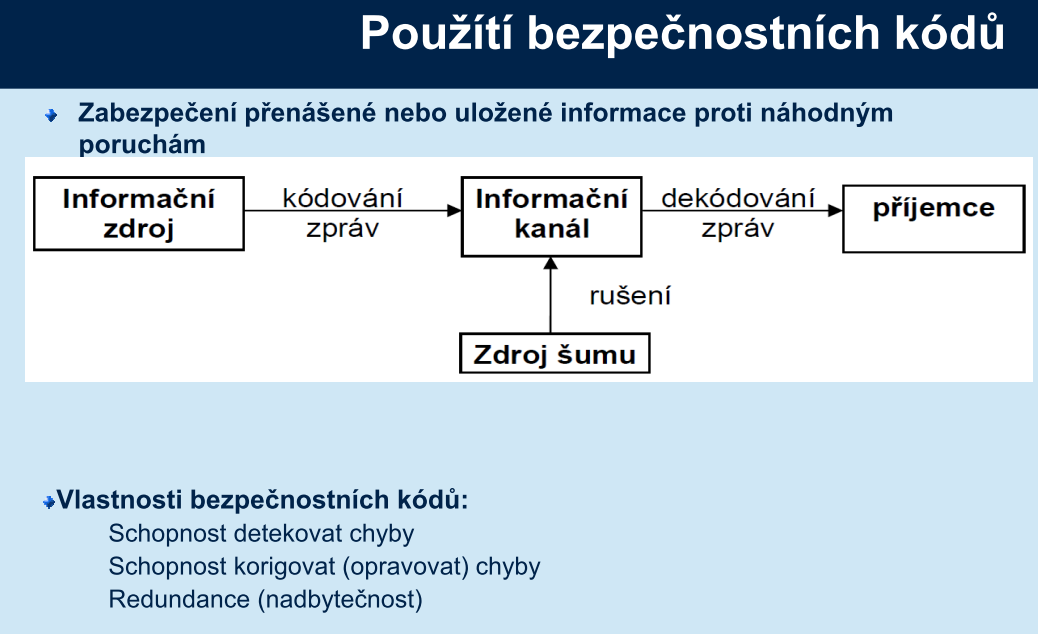 Použítí bezpečnostních kódů
Zabezpečení přenášené nebo uložené informace proti náhodným
poruchám
Informační
zdroj
kódování
zpráv
Informační
kanál
dekódování
zpráv
příjemce
rušení
Zdroj šumu
Vlastnosti bezpečnostních kódů:
Schopnost detekovat chyby
Schopnost korigovat (opravovat) chyby
Redundance (nadbytečnost)